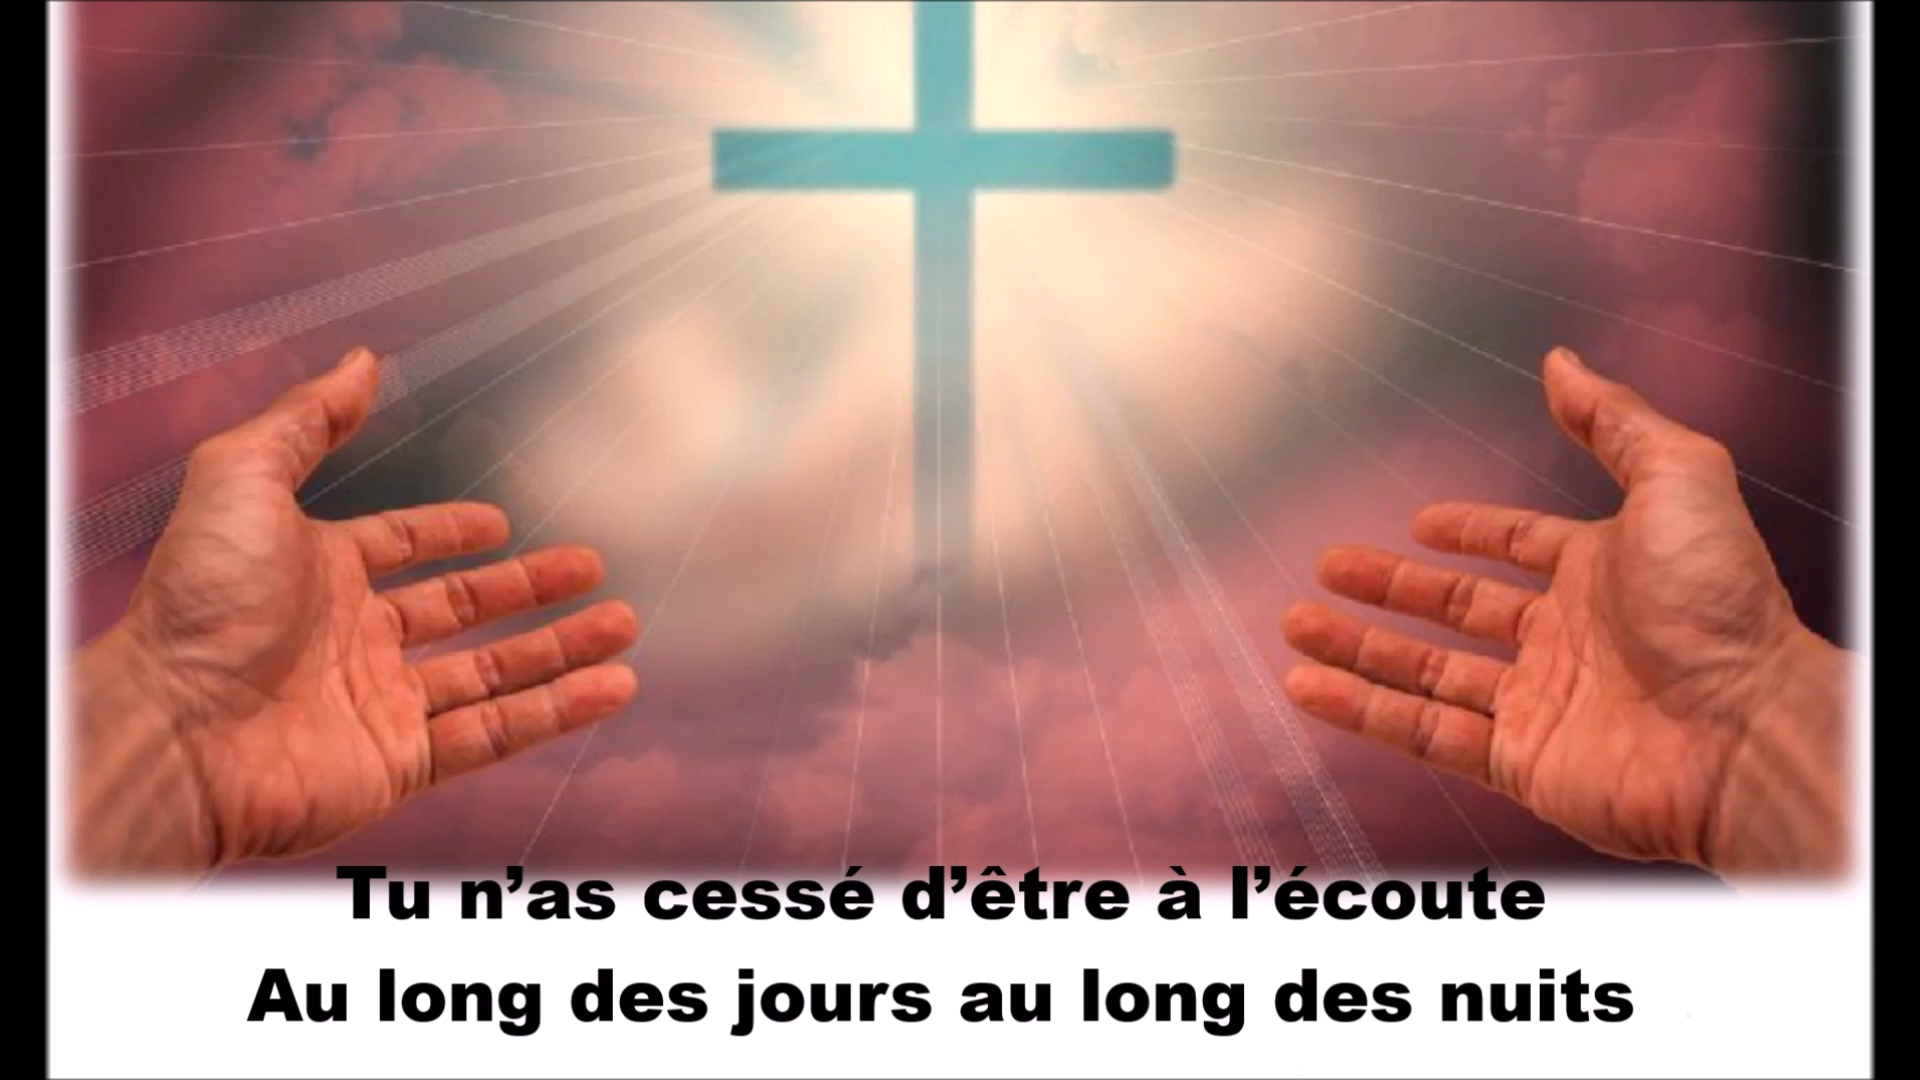 Tu n’as cessé d’être à l’écoute
Au long des jours au long des nuits